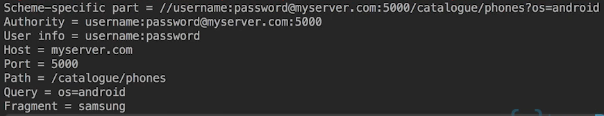 Scheme-specific part = //username:password@myserver.com:5000/catalogue/phones?os=android
Authority = username:password@myserver.com:5000
User info = username:password
Host = myserver.com
Port = 5000
Path = /catalogue/phones
Query = os=android
Fragment = samsung